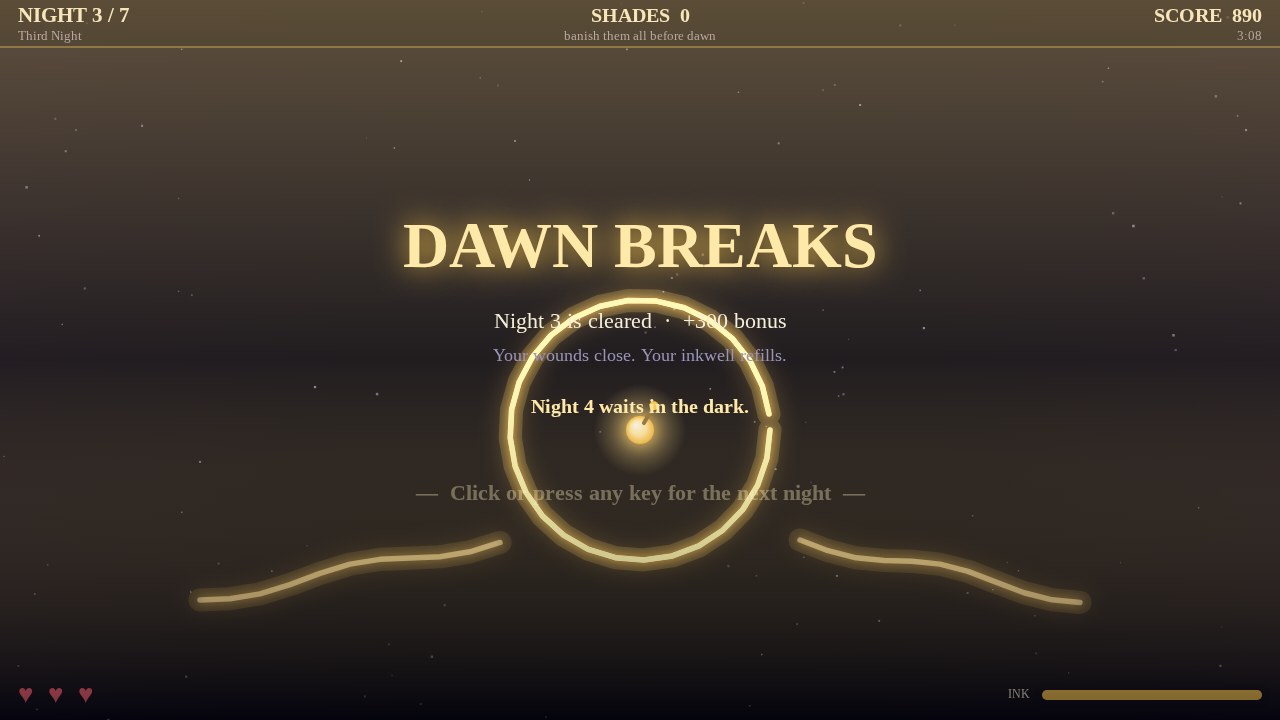 NIGHT 3 / 7
Third Night
SHADES 0
banish them all before dawn
SCORE 890
3:08
DAWN BREAKS
Night 3 is cleared · +300 bonus
Your wounds close. Your inkwell refills.
Night 4 waits in the dark.
— Click or press any key for the next night —
INK